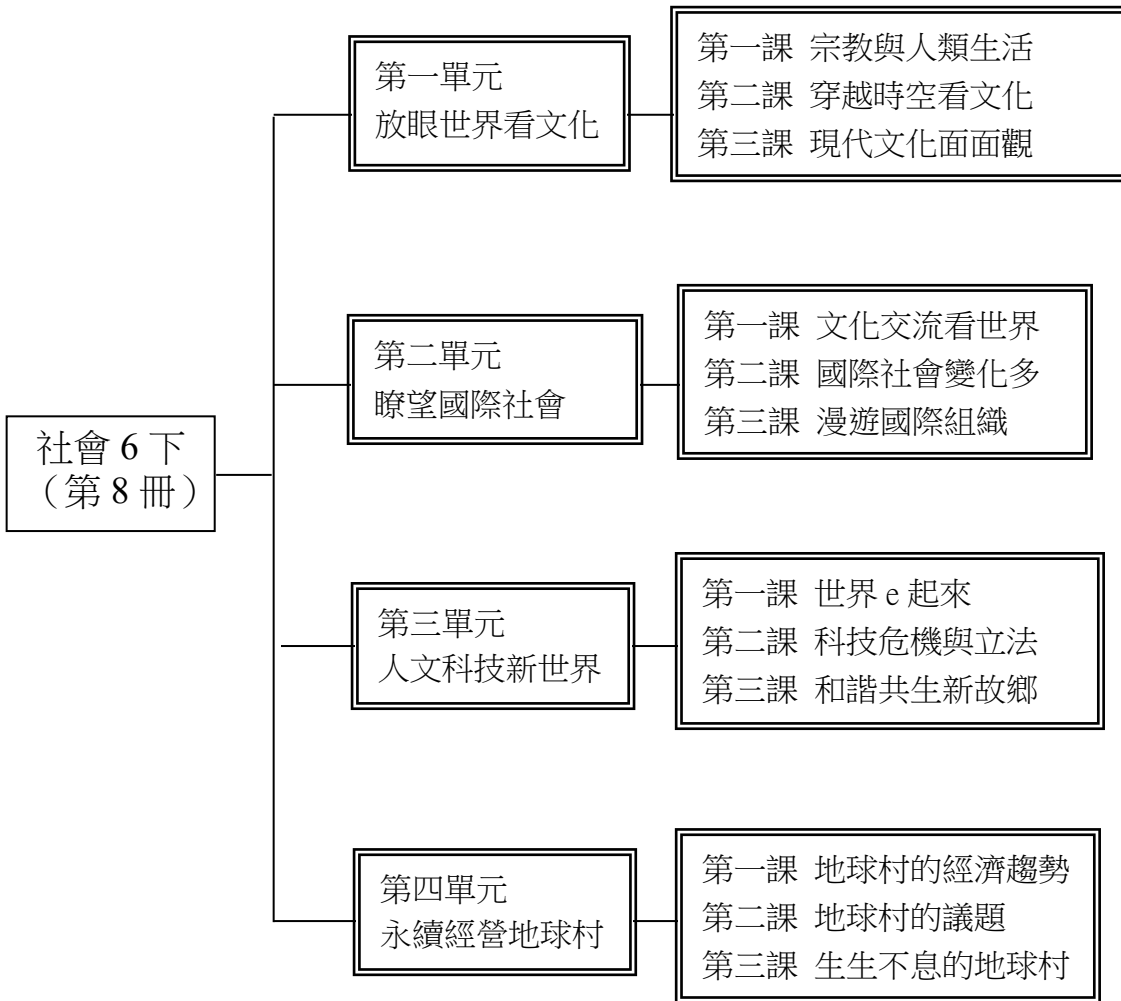 社會 6 下
（第 8 冊）
第一單元
放眼世界看文化
第一課 宗教與人類生活
第二課 穿越時空看文化
第三課 現代文化面面觀
第二單元
瞭望國際社會
第一課 文化交流看世界
第二課 國際社會變化多
第三課 漫遊國際組織
第三單元
人文科技新世界
第一課 世界 e 起來
第二課 科技危機與立法
第三課 和諧共生新故鄉
第四單元
永續經營地球村
第一課 地球村的經濟趨勢
第二課 地球村的議題
第三課 生生不息的地球村